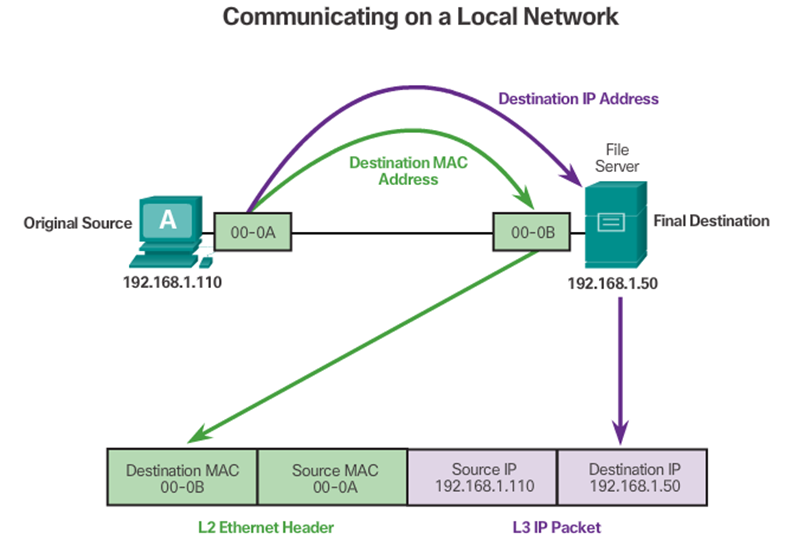 Communicating on a Local Network
Destination IP Address
Destination MAC
Address
File
Server
Original Source
A
00-0A
00-0B
Final Destination
192.168.1.110
192.168.1.50
Destination MAC
00-0B
Source MAC
00-0A
Source IP
192.168.1.110
Destination IP
192.168.1.50
L2 Ethernet Header
L3 IP Packet